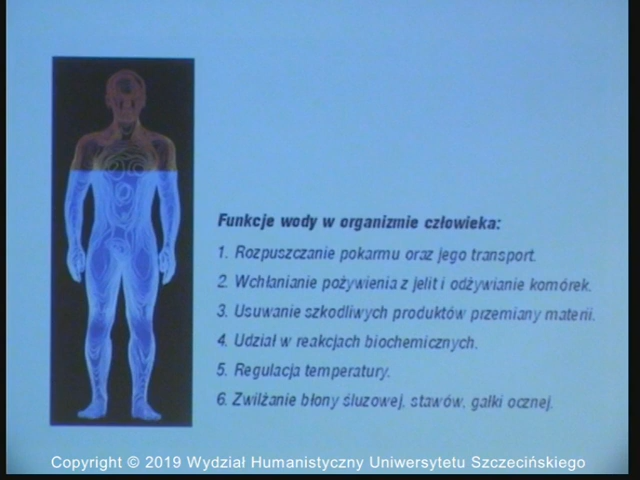 Funkcje wody w organizmie człowieka:
1. Rozpuszczanie pokarmu oraz jego transport.
2. Wchłanianie pożywienia z jelit i odżywianie komórek.
3. Usuwanie szkodliwych produktów przemiany materii.
4. Udział w reakcjach biochemicznych.
5. Regulacja temperatury.
6. Zwilżanie błony śluzowej, stawów, gałki ocznej.
Copyright © 2019 Wydział Humanistyczny Uniwersytetu Szczecińskiego